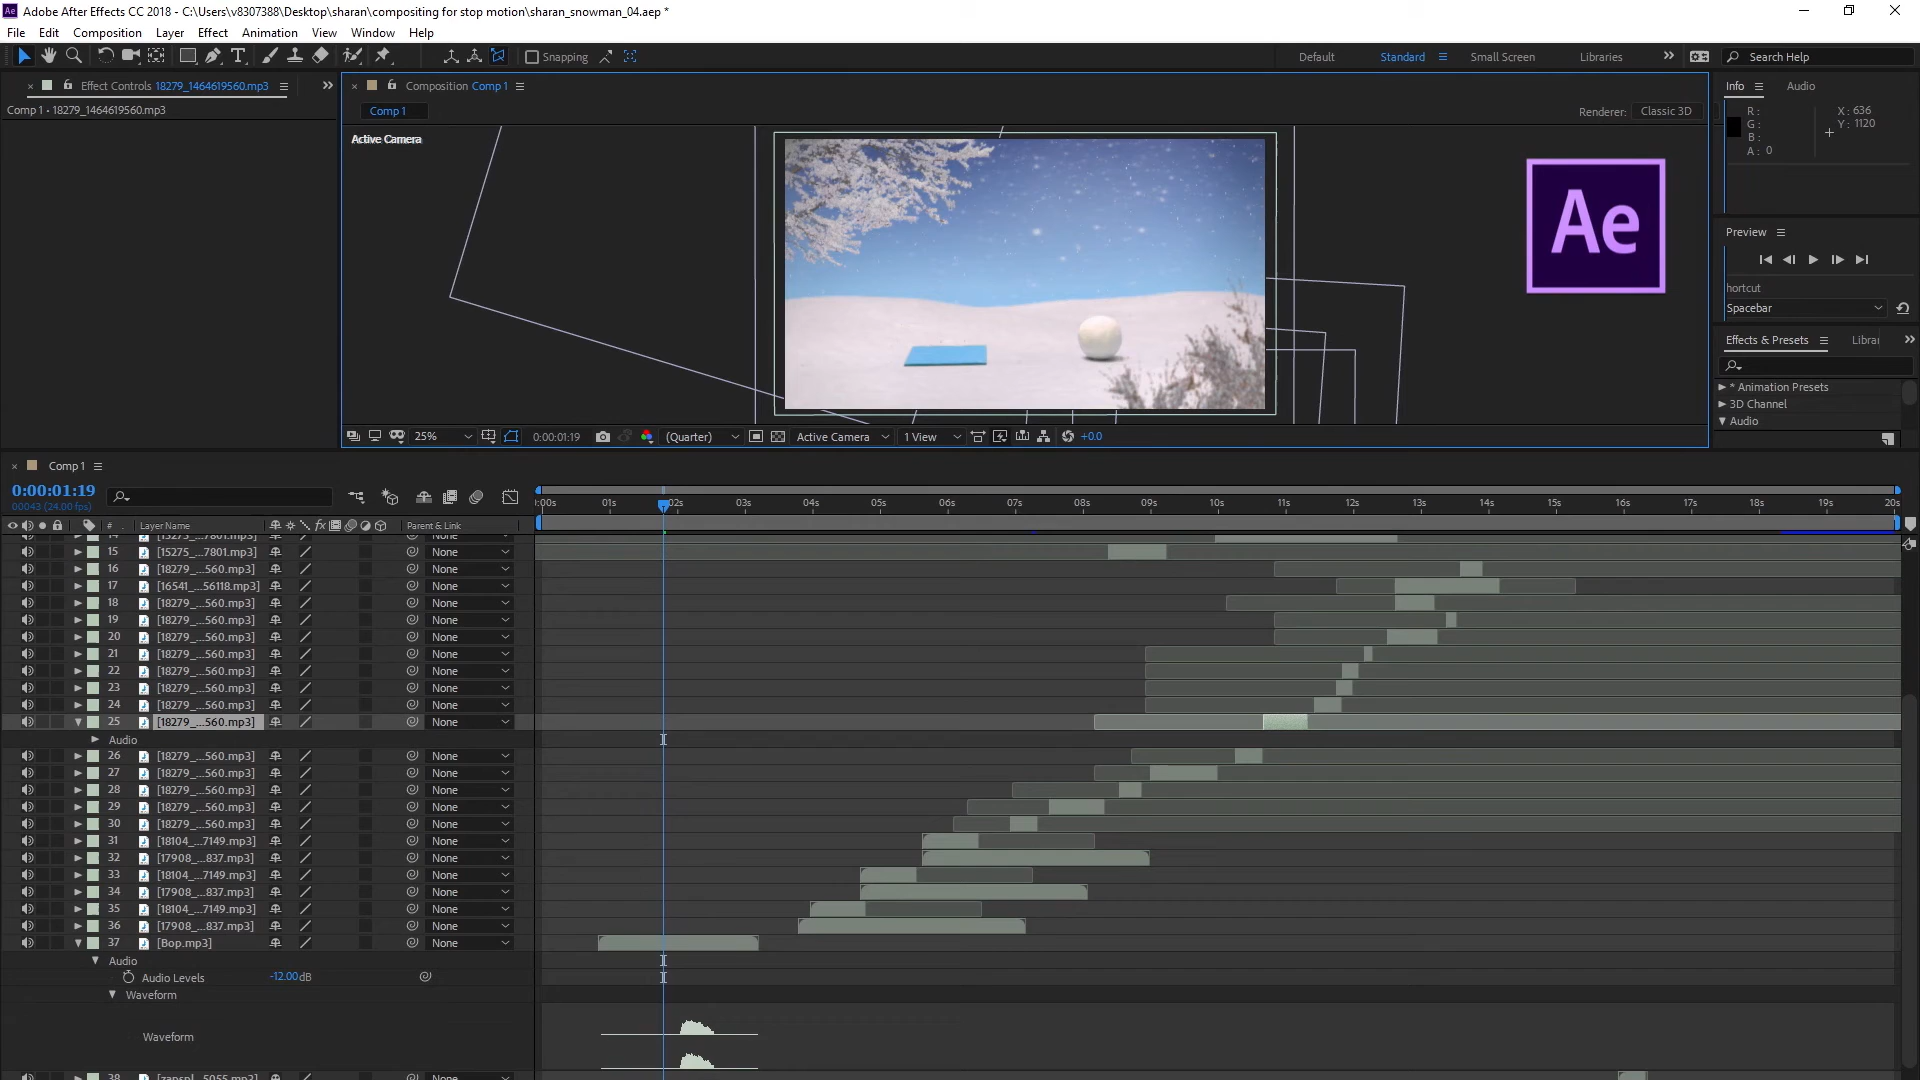 Ae Adobe After Effects CC 2018 - C:\Users\v8307388\Desktop\sharan\compositing for stop motion\sharan_snowman_04.aep *
File Edit Composition Layer Effect Animation View Window Help
Snapping Default Standard Small Screen Libraries Search Help
Effect Controls 18279_1464619560.mp3 Composition Comp 1 Info Audio
Comp 1 • 18279_1464619560.mp3 Comp 1 Renderer: Classic 3D
R: X: 636
G: Y: 1120
B:
A: 0
Active Camera
Ae
Preview
hortcut
Spacebar
Effects & Presets Librar
* Animation Presets
3D Channel
Audio
25% 0:00:01:19 (Quarter) Active Camera 1 View +0.0
Comp 1
0:00:01:19
00043 (24.00 fps)
:00s 01s 02s 03s 04s 05s 06s 07s 08s 09s 10s 11s 12s 13s 14s 15s 16s 17s 18s 19s 20s
# Layer Name fx Parent & Link
14 [15275_...7801.mp3] None
15 [15275_...7801.mp3] None
16 [18279_...560.mp3] None
17 [16541_...56118.mp3] None
18 [18279_...560.mp3] None
19 [18279_...560.mp3] None
20 [18279_...560.mp3] None
21 [18279_...560.mp3] None
22 [18279_...560.mp3] None
23 [18279_...560.mp3] None
24 [18279_...560.mp3] None
25 [18279_...560.mp3] None
Audio
26 [18279_...560.mp3] None
27 [18279_...560.mp3] None
28 [18279_...560.mp3] None
29 [18279_...560.mp3] None
30 [18279_...560.mp3] None
31 [18104_...7149.mp3] None
32 [17908_...837.mp3] None
33 [18104_...7149.mp3] None
34 [17908_...837.mp3] None
35 [18104_...7149.mp3] None
36 [17908_...837.mp3] None
37 [Bop.mp3] None
Audio
Audio Levels -12.00dB
Waveform
Waveform
38 [zapspl...5055.mp3] None